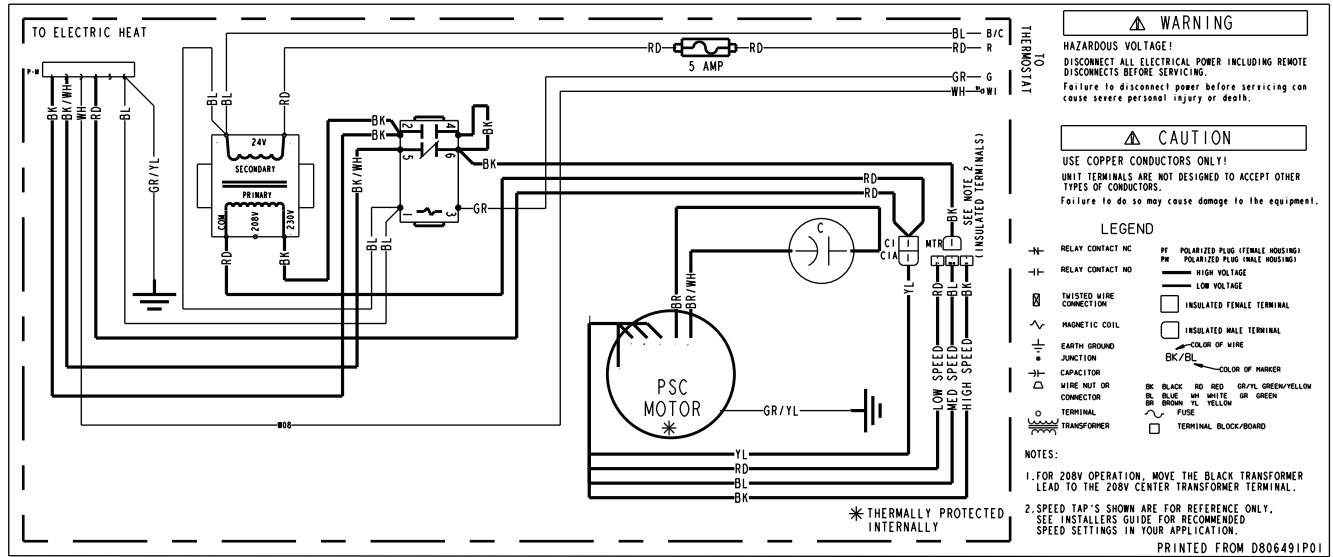 TO ELECTRIC HEAT
P-M
1 2 3 4 5 6
BK
BK/WH
WH
RD
BL
GR/YL
BL
BL
RD
24V
SECONDARY
PRIMARY
COM
208V
230V
RD
BK
BK
BK
BK/WH
2
4
5
6
1
3
BK
BK
BL
BL
GR
RD
RD
5 AMP
BL
B/C
RD
R
GR
G
WH
W1
TO
THERMOSTAT
RD
RD
BK
SEE NOTE 2
(INSULATED TERMINALS)
C
C1
C1A
MTR
BR
BR/WH
YL
RD
BL
BK
LOW SPEED
MED SPEED
HIGH SPEED
PSC
MOTOR
GR/YL
W08
YL
RD
BL
BK
THERMALLY PROTECTED
INTERNALLY
WARNING
HAZARDOUS VOLTAGE!
DISCONNECT ALL ELECTRICAL POWER INCLUDING REMOTE
DISCONNECTS BEFORE SERVICING.
Failure to disconnect power before servicing can
cause severe personal injury or death.
CAUTION
USE COPPER CONDUCTORS ONLY!
UNIT TERMINALS ARE NOT DESIGNED TO ACCEPT OTHER
TYPES OF CONDUCTORS.
Failure to do so may cause damage to the equipment.
LEGEND
RELAY CONTACT NC
RELAY CONTACT NO
TWISTED WIRE
CONNECTION
MAGNETIC COIL
EARTH GROUND
JUNCTION
CAPACITOR
WIRE NUT OR
CONNECTOR
TERMINAL
TRANSFORMER
PF POLARIZED PLUG (FEMALE HOUSING)
PM POLARIZED PLUG (MALE HOUSING)
HIGH VOLTAGE
LOW VOLTAGE
INSULATED FEMALE TERMINAL
INSULATED MALE TERMINAL
COLOR OF WIRE
BK/BL
COLOR OF MARKER
BK BLACK RD RED GR/YL GREEN/YELLOW
BL BLUE WH WHITE GR GREEN
BR BROWN YL YELLOW
FUSE
TERMINAL BLOCK/BOARD
NOTES:
1.FOR 208V OPERATION, MOVE THE BLACK TRANSFORMER
LEAD TO THE 208V CENTER TRANSFORMER TERMINAL.
2.SPEED TAP'S SHOWN ARE FOR REFERENCE ONLY,
SEE INSTALLERS GUIDE FOR RECOMMENDED
SPEED SETTINGS IN YOUR APPLICATION.
PRINTED FROM D806491P01